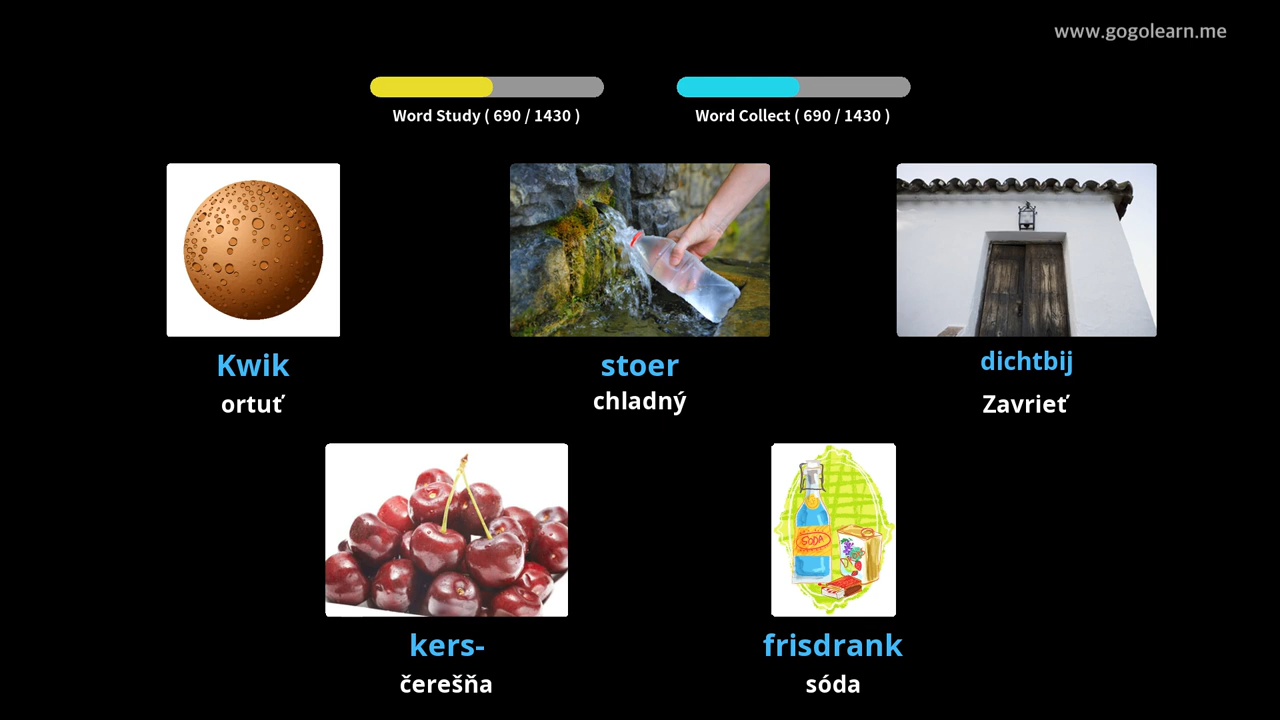 www.gogolearn.me
Word Study ( 690 / 1430 )
Word Collect ( 690 / 1430 )
Kwik
ortuť
stoer
chladný
dichtbij
Zavrieť
SODA
kers-
čerešňa
frisdrank
sóda